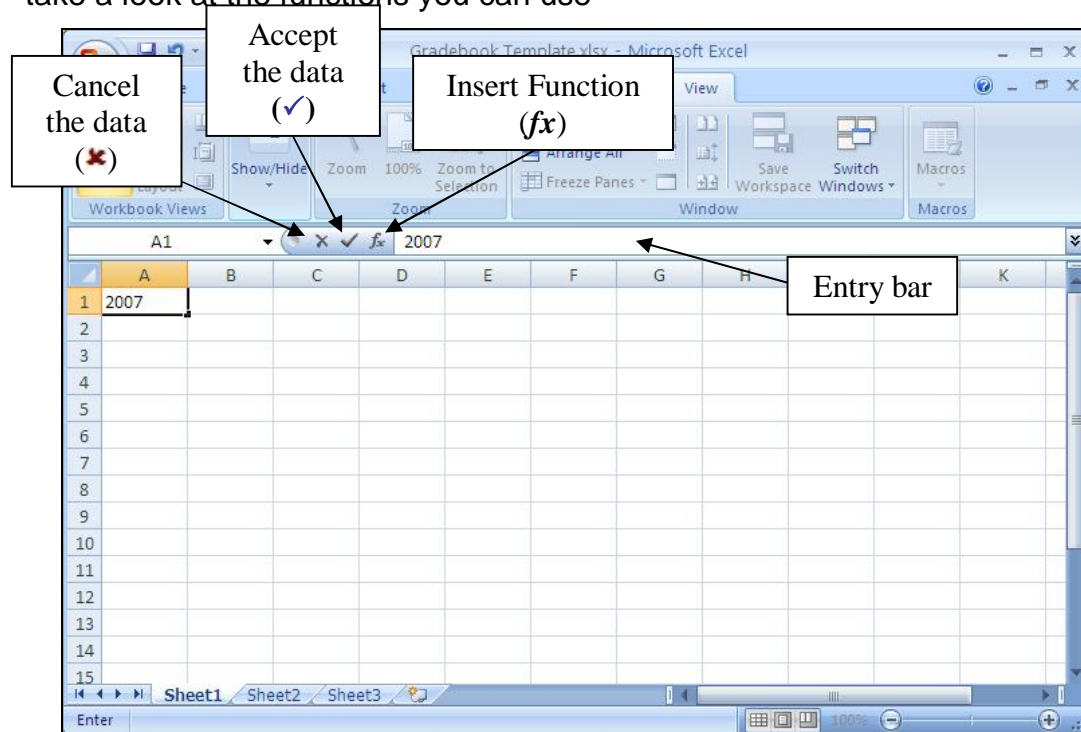 take a look at the functions you can use
Gradebook Template.xlsx - Microsoft Excel
Cancel
the data
(✖)
Accept
the data
(✓)
Insert Function
(fx)
View
Show/Hide
Zoom
100%
Zoom to
Selection
Arrange All
Freeze Panes
Save
Workspace
Switch
Windows
Macros
Layout
Workbook Views
Zoom
Window
Macros
A1 fx 2007
Entry bar
A B C D E F G H K
1 2007
2
3
4
5
6
7
8
9
10
11
12
13
14
15
Sheet1 Sheet2 Sheet3
Enter 100%